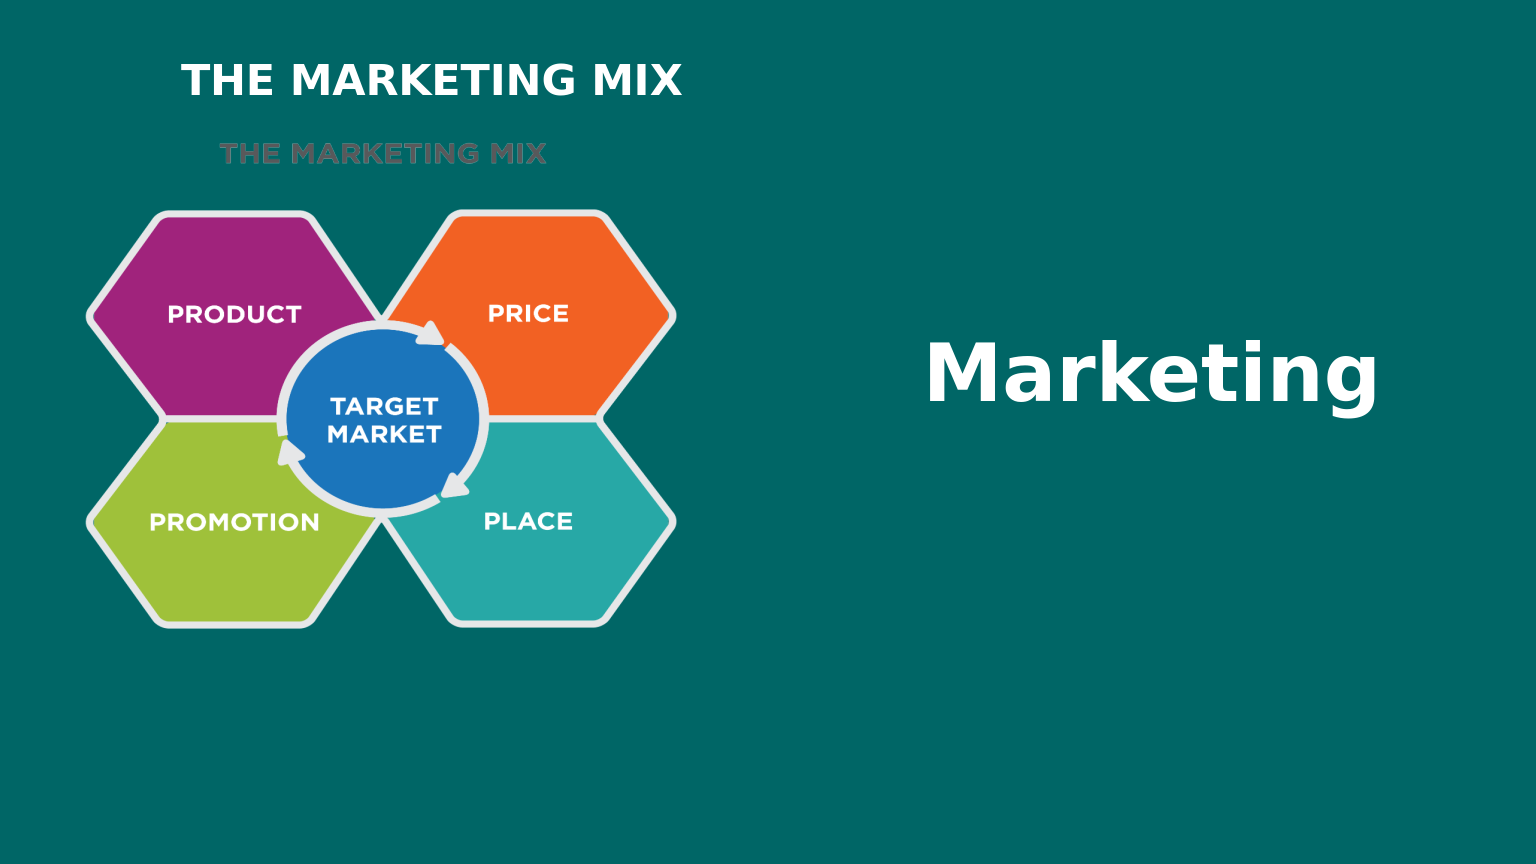 THE MARKETING MIX
THE MARKETING MIX
PRODUCT
PRICE
TARGET
MARKET
PROMOTION
PLACE
Marketing